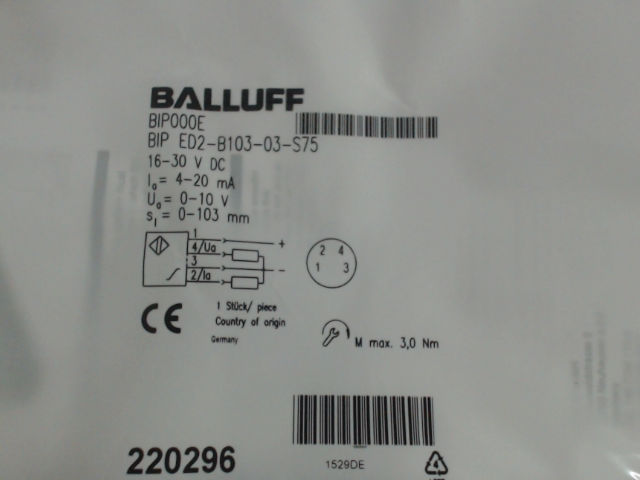 BALLUFF
BIP000E
BIP ED2-B103-03-S75
16-30 V DC
Ia= 4-20 mA
Ua= 0-10 V
sl= 0-103 mm
1
4/Ua
+
3
2/Ia
-
2 4
1 3
CE
1 Stück/ piece
Country of origin
Germany
M max. 3,0 Nm
220296
1529DE